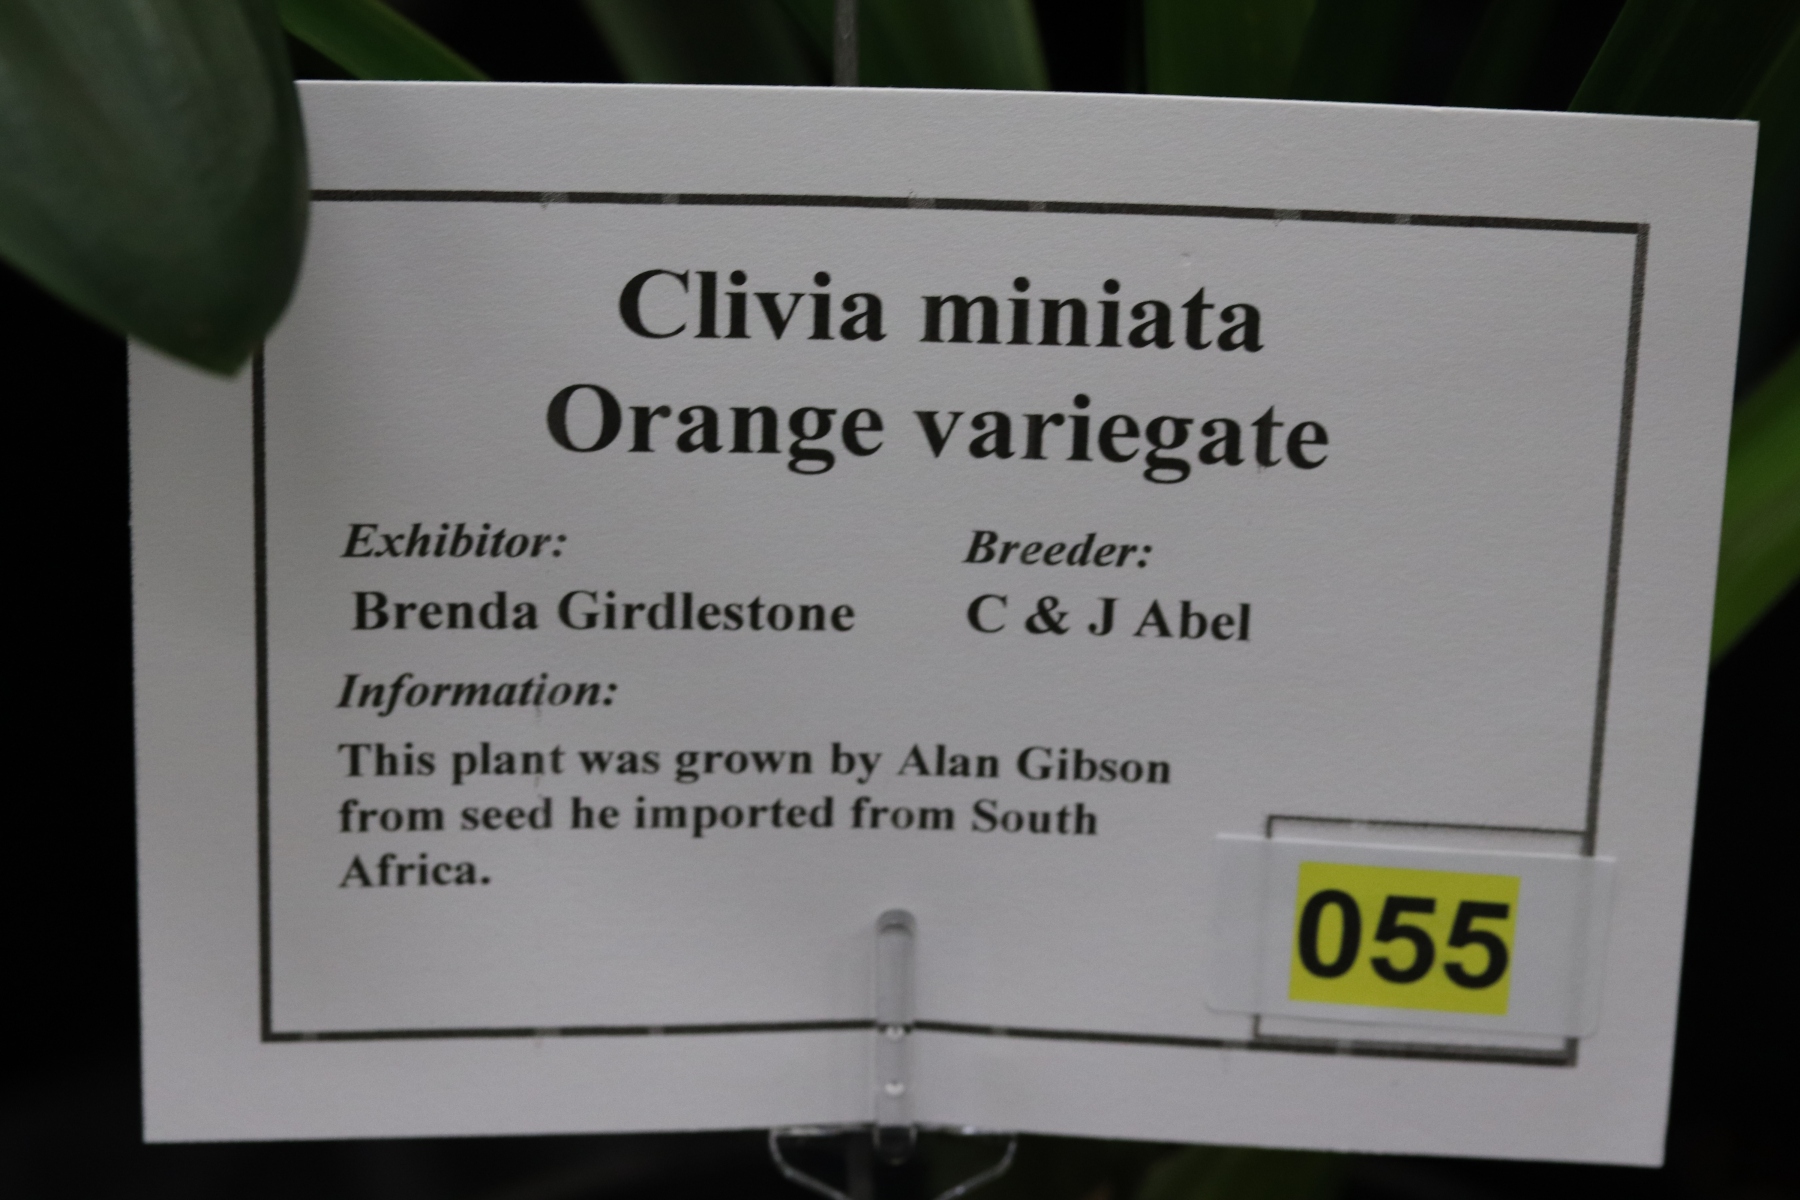 Clivia miniata
Orange variegate
Exhibitor:
Breeder:
Brenda Girdlestone
C & J Abel
Information:
This plant was grown by Alan Gibson
from seed he imported from South
Africa.
055